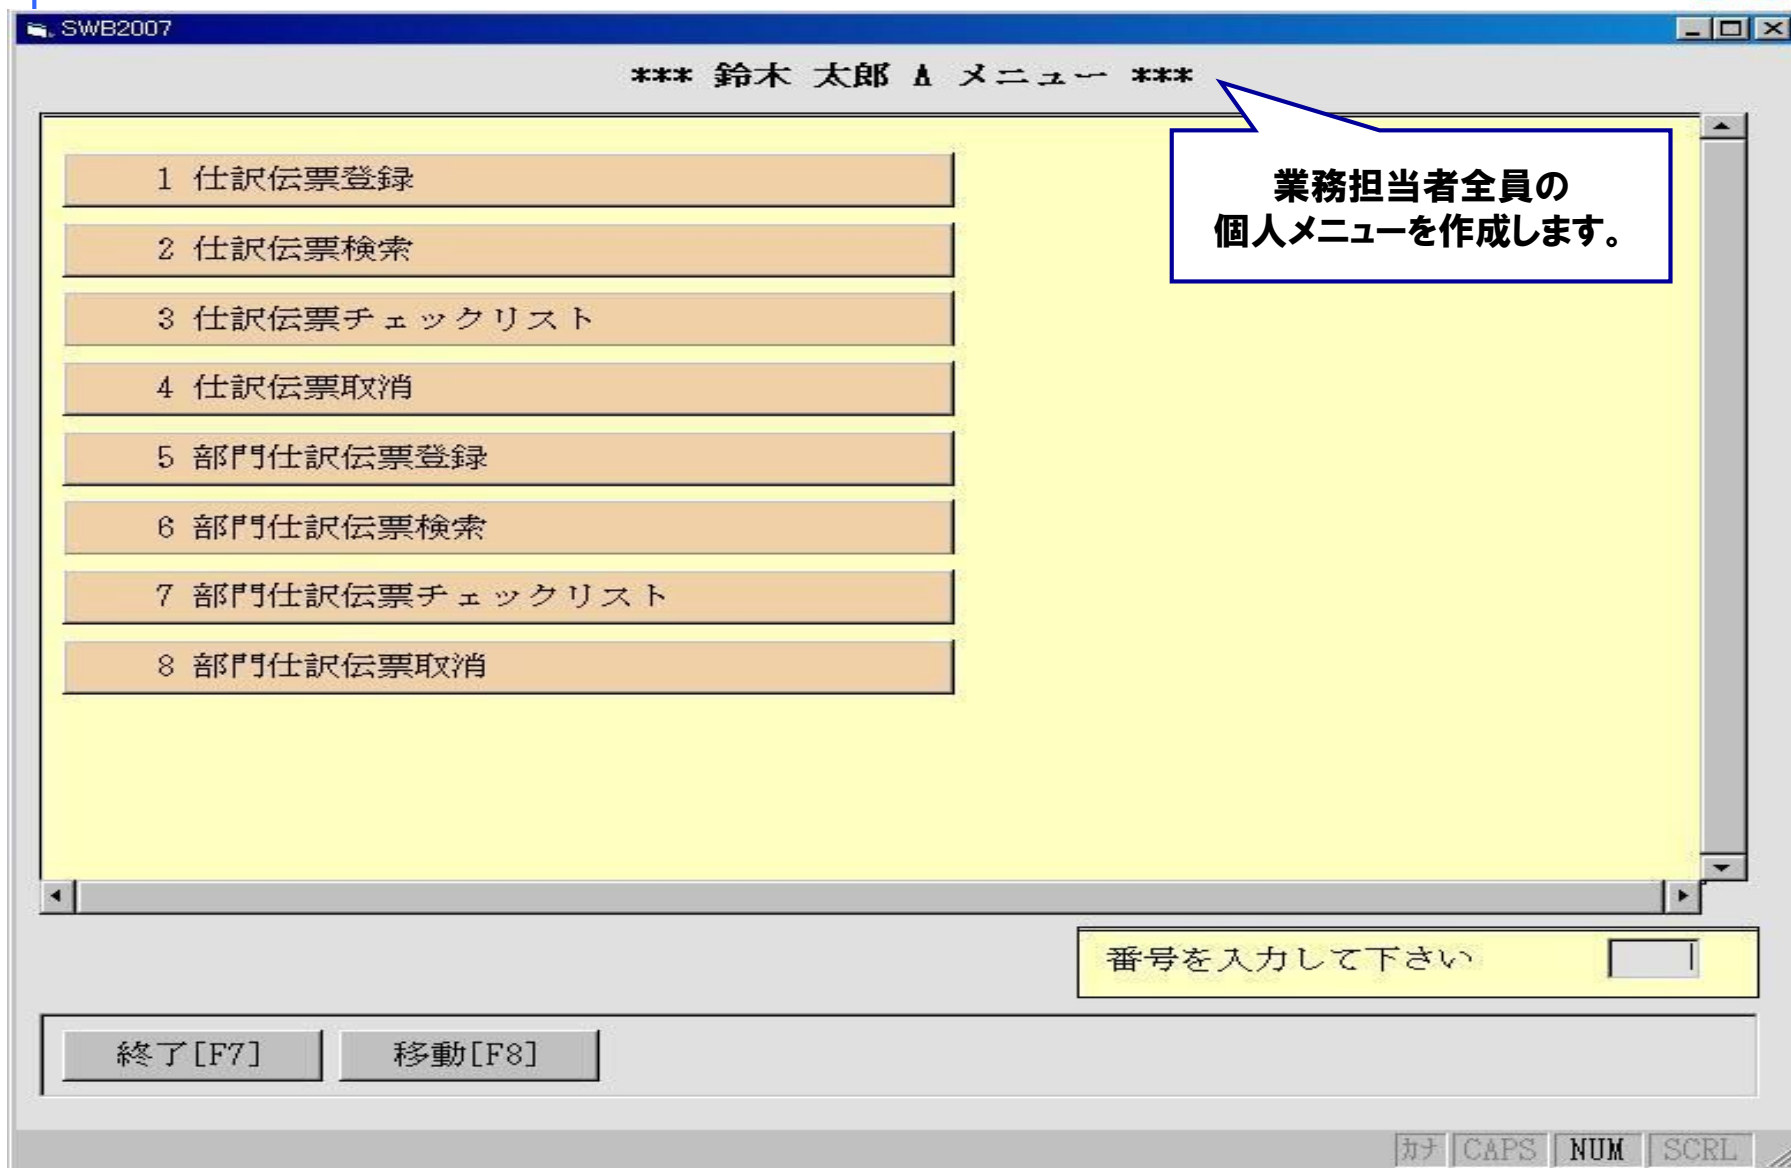 SWB2007
*** 鈴木 太郎 A メニュー ***
業務担当者全員の
個人メニューを作成します。
1 仕訳伝票登録
2 仕訳伝票検索
3 仕訳伝票チェックリスト
4 仕訳伝票取消
5 部門仕訳伝票登録
6 部門仕訳伝票検索
7 部門仕訳伝票チェックリスト
8 部門仕訳伝票取消
番号を入力して下さい
終了[F7] 移動[F8]
カナ CAPS NUM SCRL